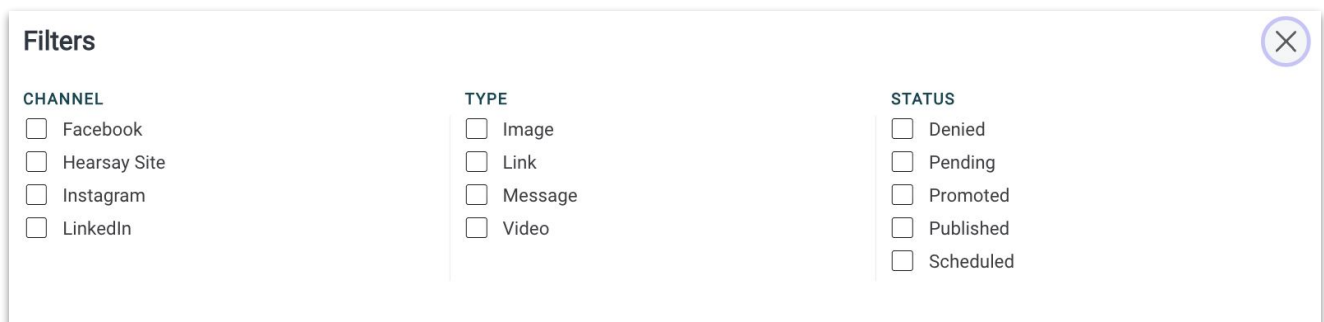 Filters
CHANNEL
Facebook
Hearsay Site
Instagram
LinkedIn
TYPE
Image
Link
Message
Video
STATUS
Denied
Pending
Promoted
Published
Scheduled